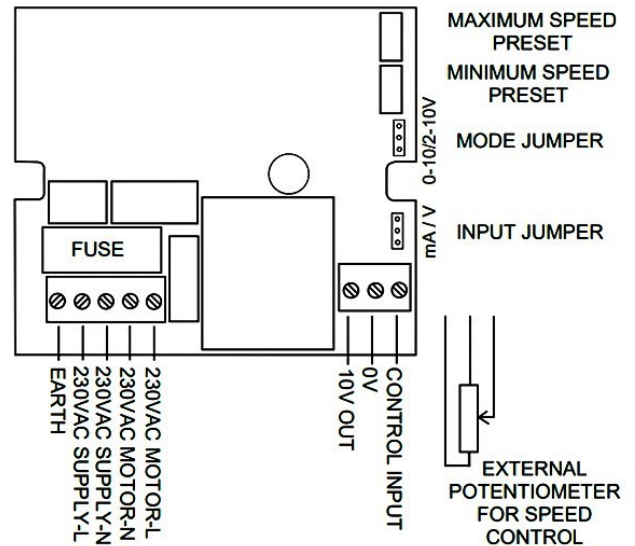 MAXIMUM SPEED
PRESET
MINIMUM SPEED
PRESET
0-10/2-10V
MODE JUMPER
mA / V
INPUT JUMPER
FUSE
EARTH
230VAC SUPPLY-L
230VAC SUPPLY-N
230VAC MOTOR-N
230VAC MOTOR-L
10V OUT
0V
CONTROL INPUT
EXTERNAL
POTENTIOMETER
FOR SPEED
CONTROL